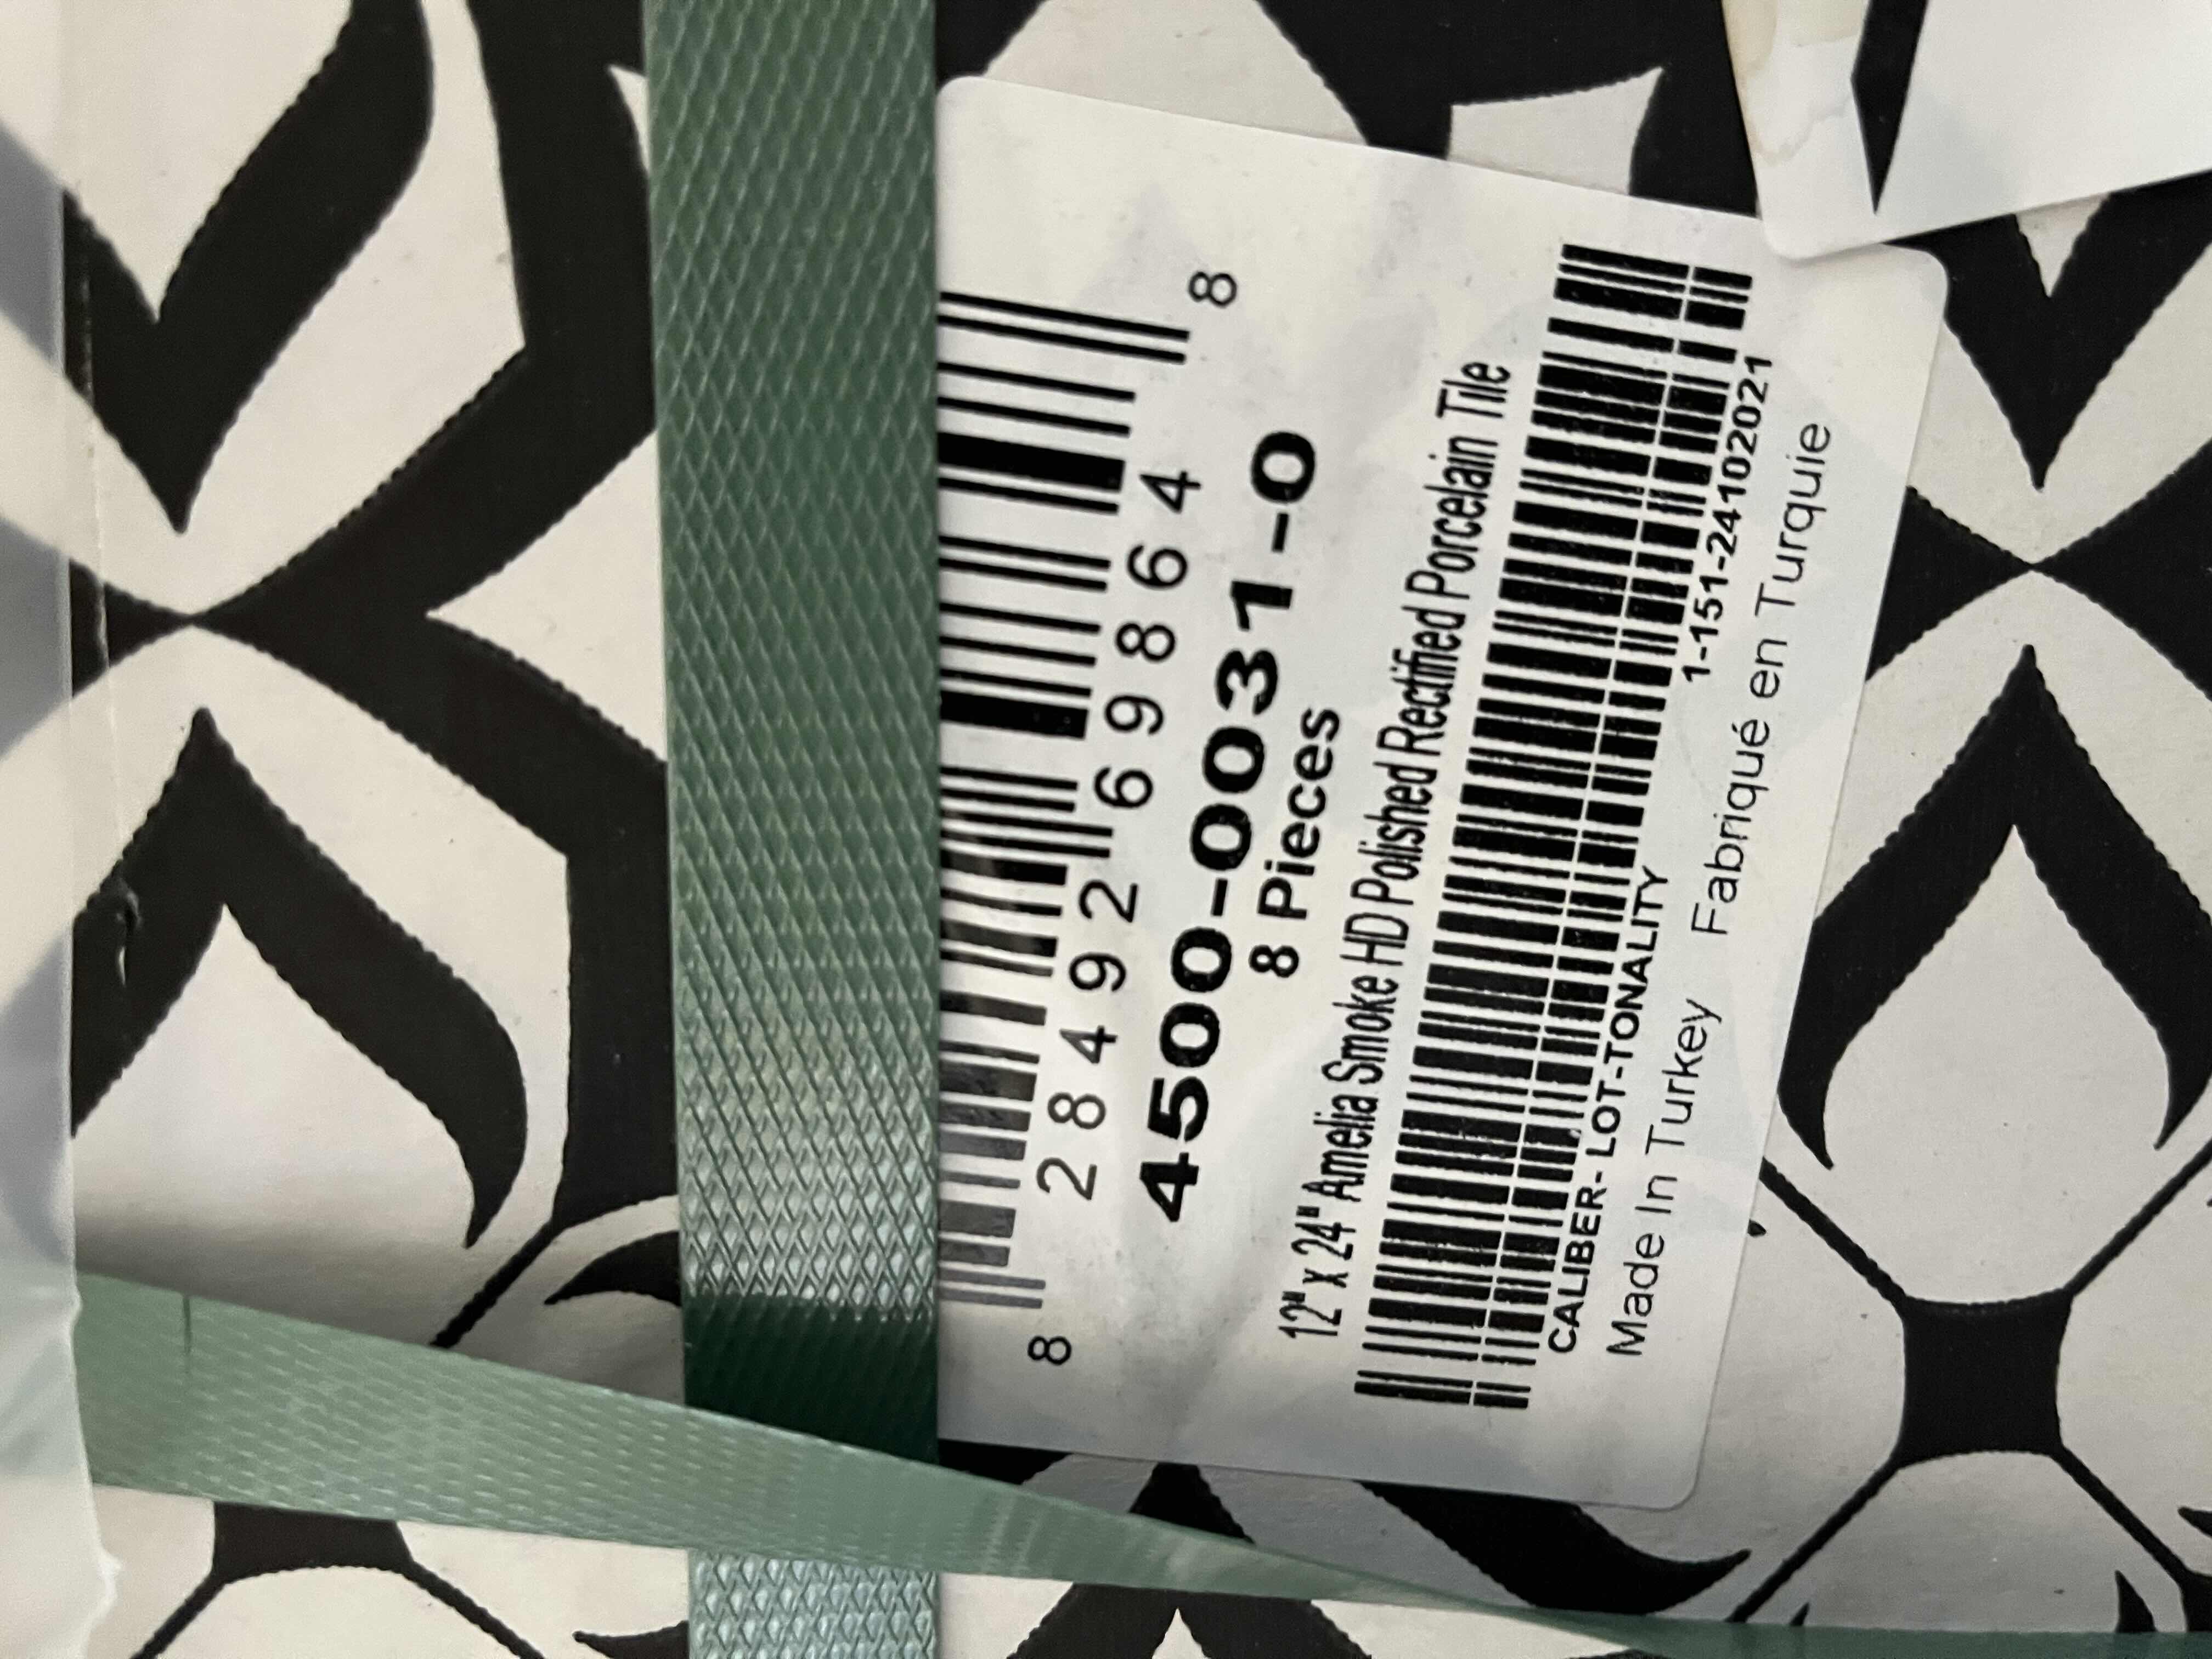 8 28492 69864 8
4500-0031-0
8 Pieces
12" x 24" Amelia Smoke HD Polished Rectified Porcelain Tile
1-151-24102021
CALIBER- LOT-TONALITY
Made In Turkey Fabriqué en Turquie